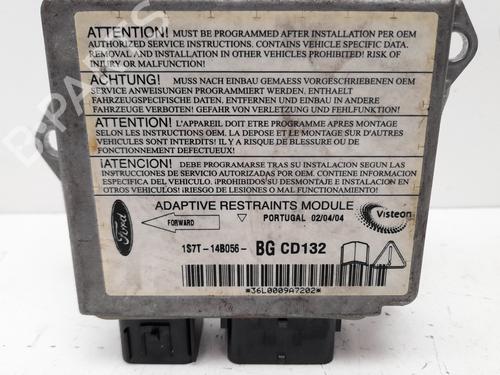 ATTENTION! MUST BE PROGRAMMED AFTER INSTALLATION PER OEM
AUTHORIZED SERVICE INSTRUCTIONS. CONTAINS VEHICLE SPECIFIC DATA.
REMOVAL AND INSTALLATION IN OTHER VEHICLES PROHIBITED! RISK OF
INJURY OR MALFUNCTION!
ACHTUNG! MUSS NACH EINBAU GEMAESS VORGESCHRIEBENEN OEM
SERVICE ANWEISUNGEN PROGRAMMIERT WERDEN, ENTHAELT
FAHRZEUGSPEZIFISCHE DATEN. ENTFERNEN UND EINBAU IN ANDERE
FAHRZEUGE VERBOTEN! GEFAHR VON VERLETZUNG UND FEHLFUNKTION!
ATTENTION! L'APPAREIL DOIT ETRE PROGRAMME APRES MONTAGE
SELON LES INSTRUCTIONS OEM. LA DEPOSE ET LE MONTAGE SUR D'AUTRES
VEHICULES SONT INTERDITS! IL Y A RISQUE DE BLESSURE OU DE
FONCTIONNEMENT DEFECTUEUX!
¡ATENCION! DEBE PROGRAMARSE TRAS SU INSTALACION SEGUN LAS
INSTRUCCIONES DE SERVICIO AUTORIZADAS POR OEM. CONTIENE INFORMACION
ESPECIFICA DEL VEHICULO. ¡PROHIBIDO SU DESMONTAJE E INSTALACION
EN OTROS VEHICULOS! ¡RIESGO DE LESIONES O MAL FUNCIONAMIENTO!
ADAPTIVE RESTRAINTS MODULE
Ford FORWARD PORTUGAL 02/04/04 Visteon
1S7T-14B056- BG CD132
*36L0009A7202*
B-PARTS